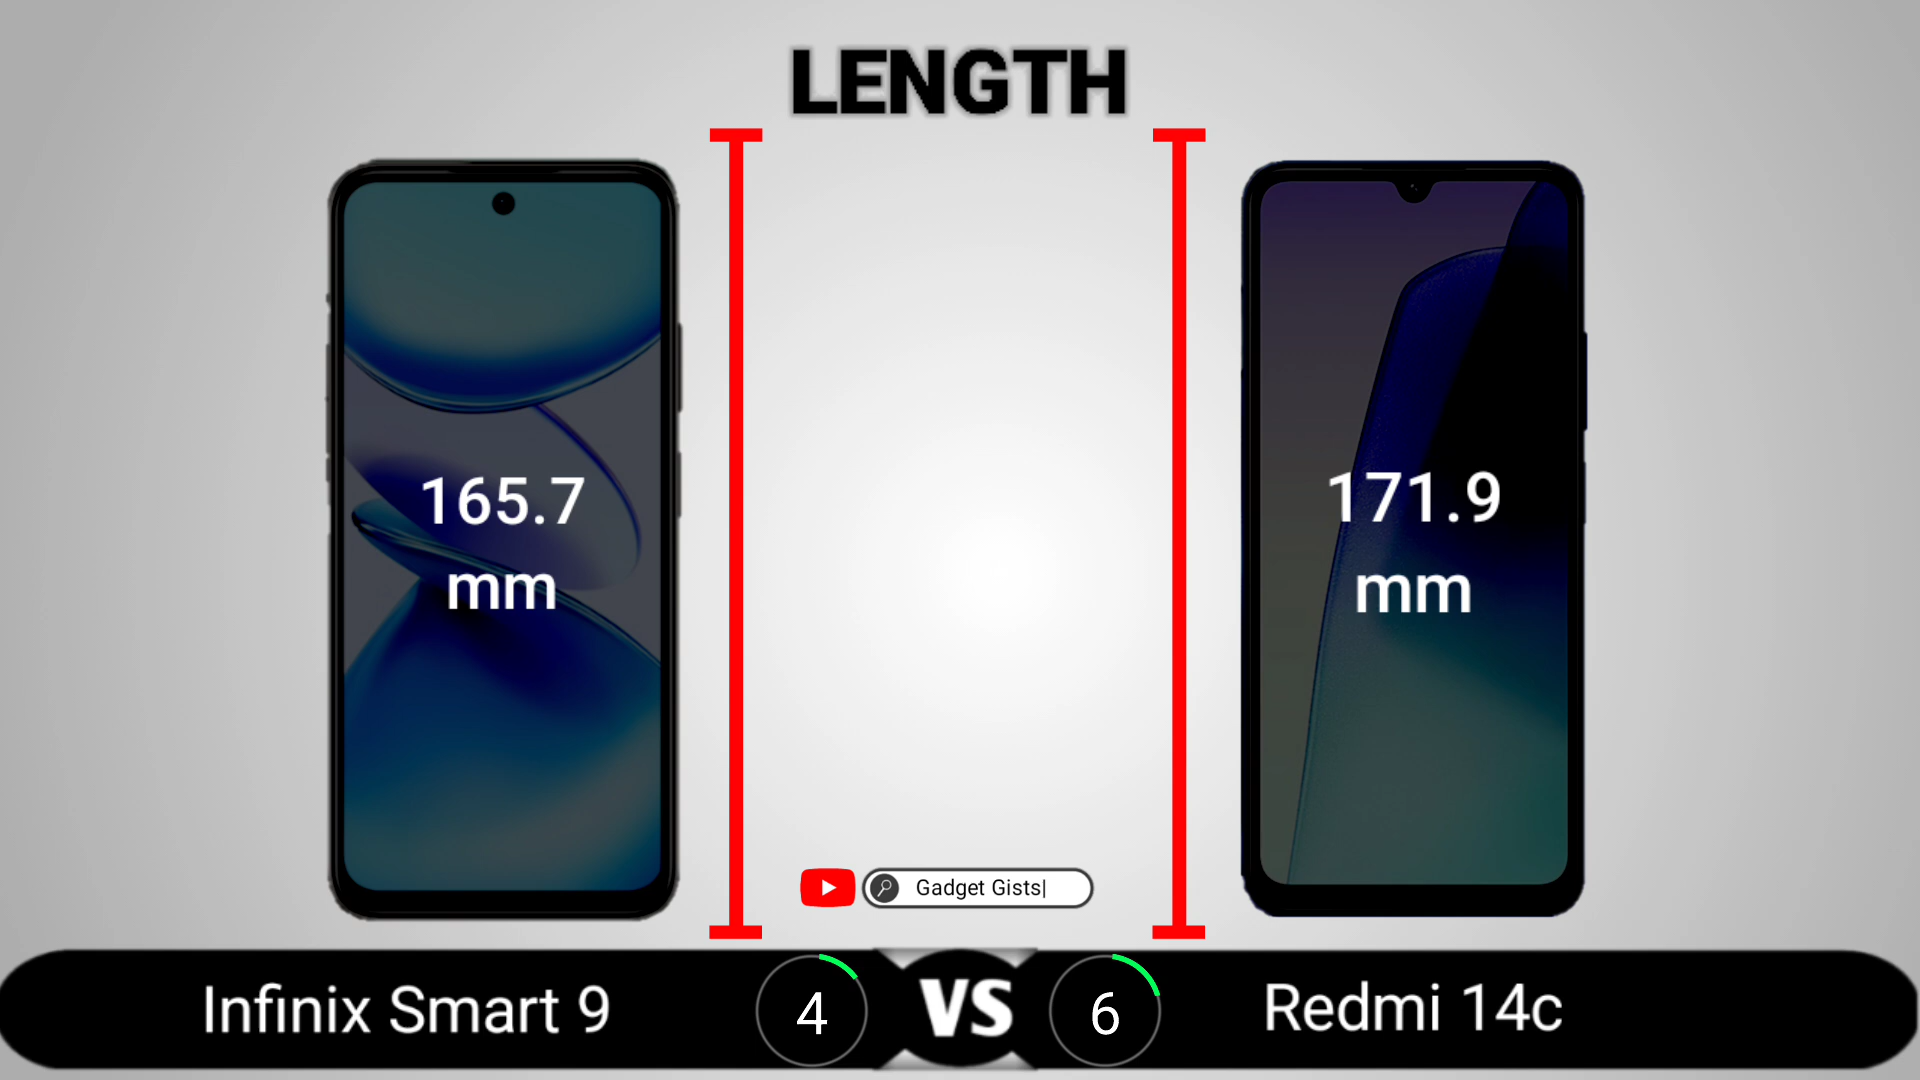 LENGTH
165.7
mm
171.9
mm
Gadget Gists|
Infinix Smart 9
4
VS
6
Redmi 14c